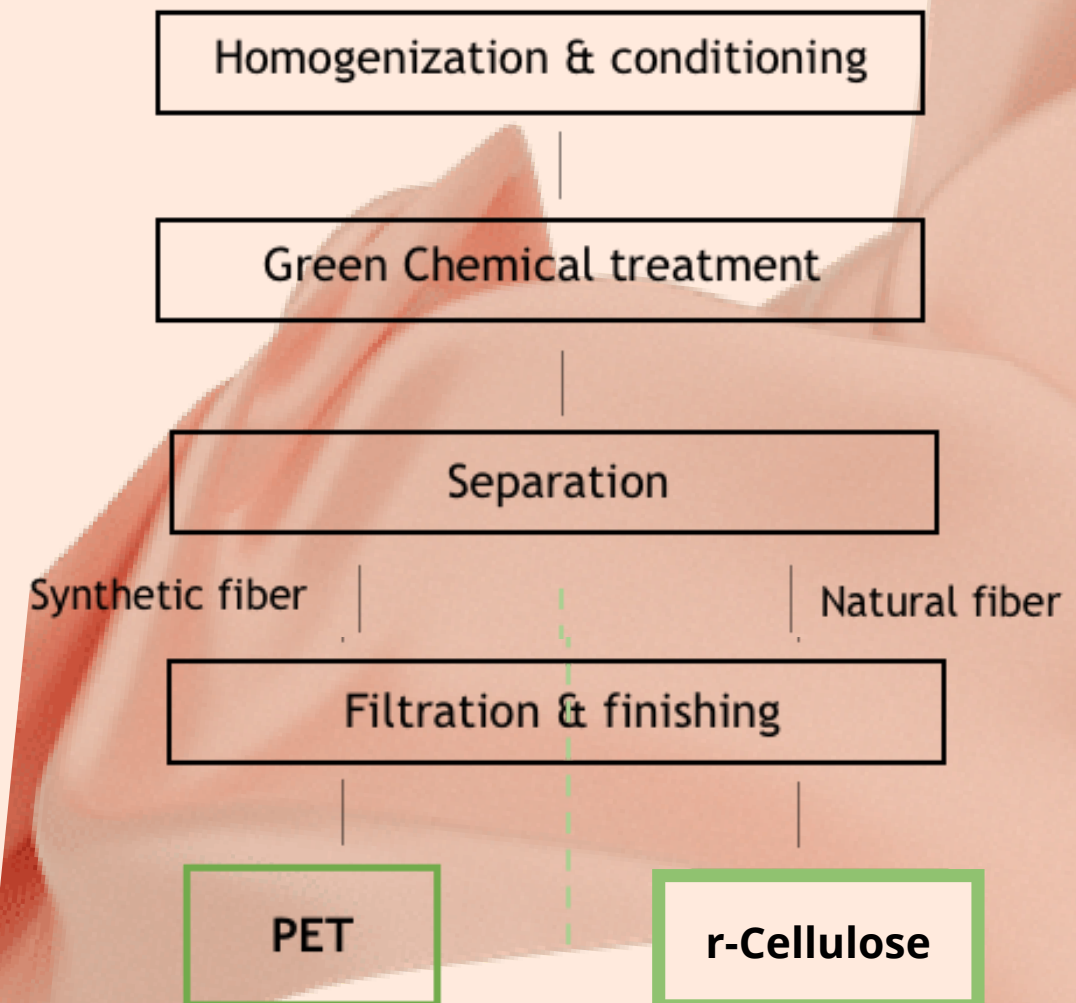 Homogenization & conditioning
Green Chemical treatment
Separation
Synthetic fiber
Natural fiber
Filtration & finishing
PET
r-Cellulose